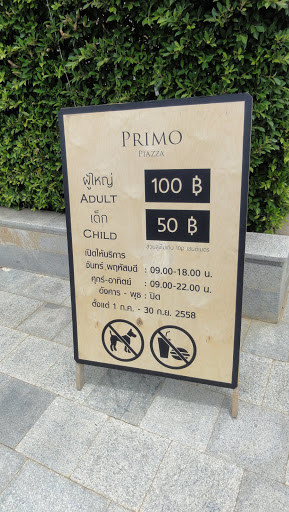 PRIMO
PIAZZA
ผู้ใหญ่
ADULT
100 ฿
เด็ก
CHILD
50 ฿
เปิดให้บริการ
จันทร์,พฤหัสบดี : 09.00-18.00 น.
ศุกร์-อาทิตย์ : 09.00-22.00 น.
อังคาร - พุธ : ปิด
ตั้งแต่ 1 ก.ค. - 30 ก.ย. 2558